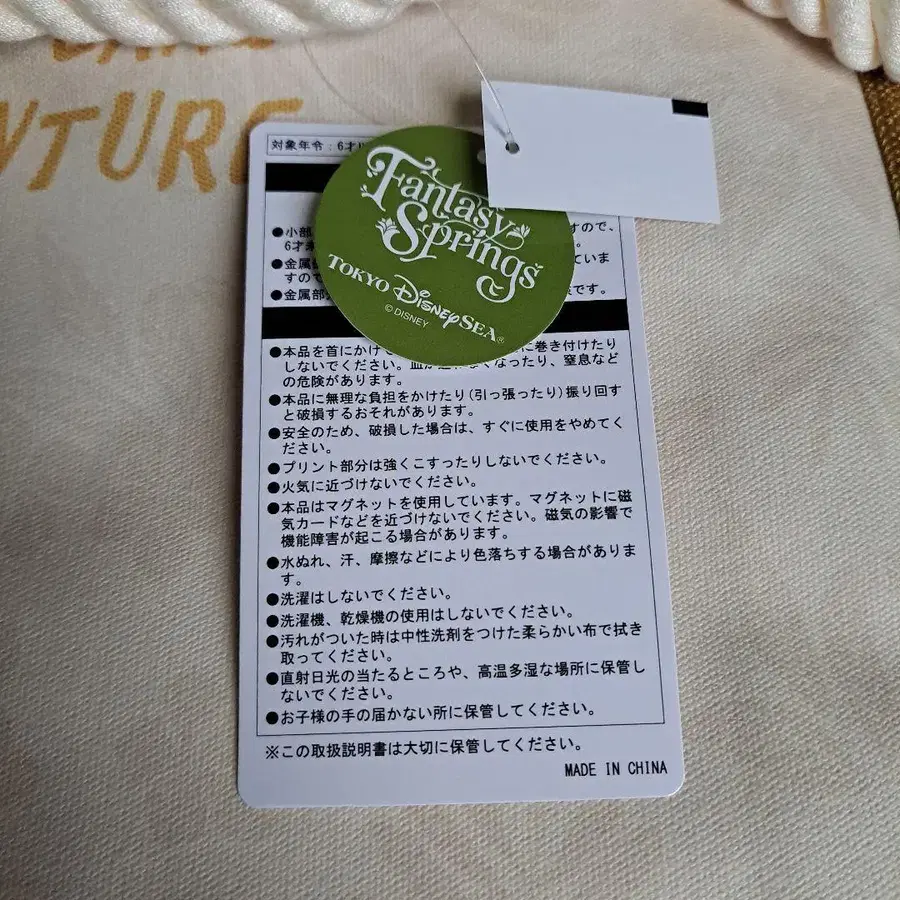 NTURE
対象年令：6才
Fantasy
Springs
TOKYO DISNEY SEA®
© DISNEY
●小部 すので、
6才未
●金属 ていま
すので
●金属部 です。
●本品を首にかけて に巻き付けたり
しないでください。 なくなったり、窒息など
の危険があります。
●本品に無理な負担をかけたり(引っ張ったり)振り回す
と破損するおそれがあります。
●安全のため、破損した場合は、すぐに使用をやめてく
ださい。
●プリント部分は強くこすったりしないでください。
●火気に近づけないでください。
●本品はマグネットを使用しています。マグネットに磁
気カードなどを近づけないでください。磁気の影響で
機能障害が起こる場合があります。
●水ぬれ、汗、摩擦などにより色落ちする場合がありま
す。
●洗濯はしないでください。
●洗濯機、乾燥機の使用はしないでください。
●汚れがついた時は中性洗剤をつけた柔らかい布で拭き
取ってください。
●直射日光の当たるところや、高温多湿な場所に保管し
ないでください。
●お子様の手の届かない所に保管してください。
※この取扱説明書は大切に保管してください。
MADE IN CHINA